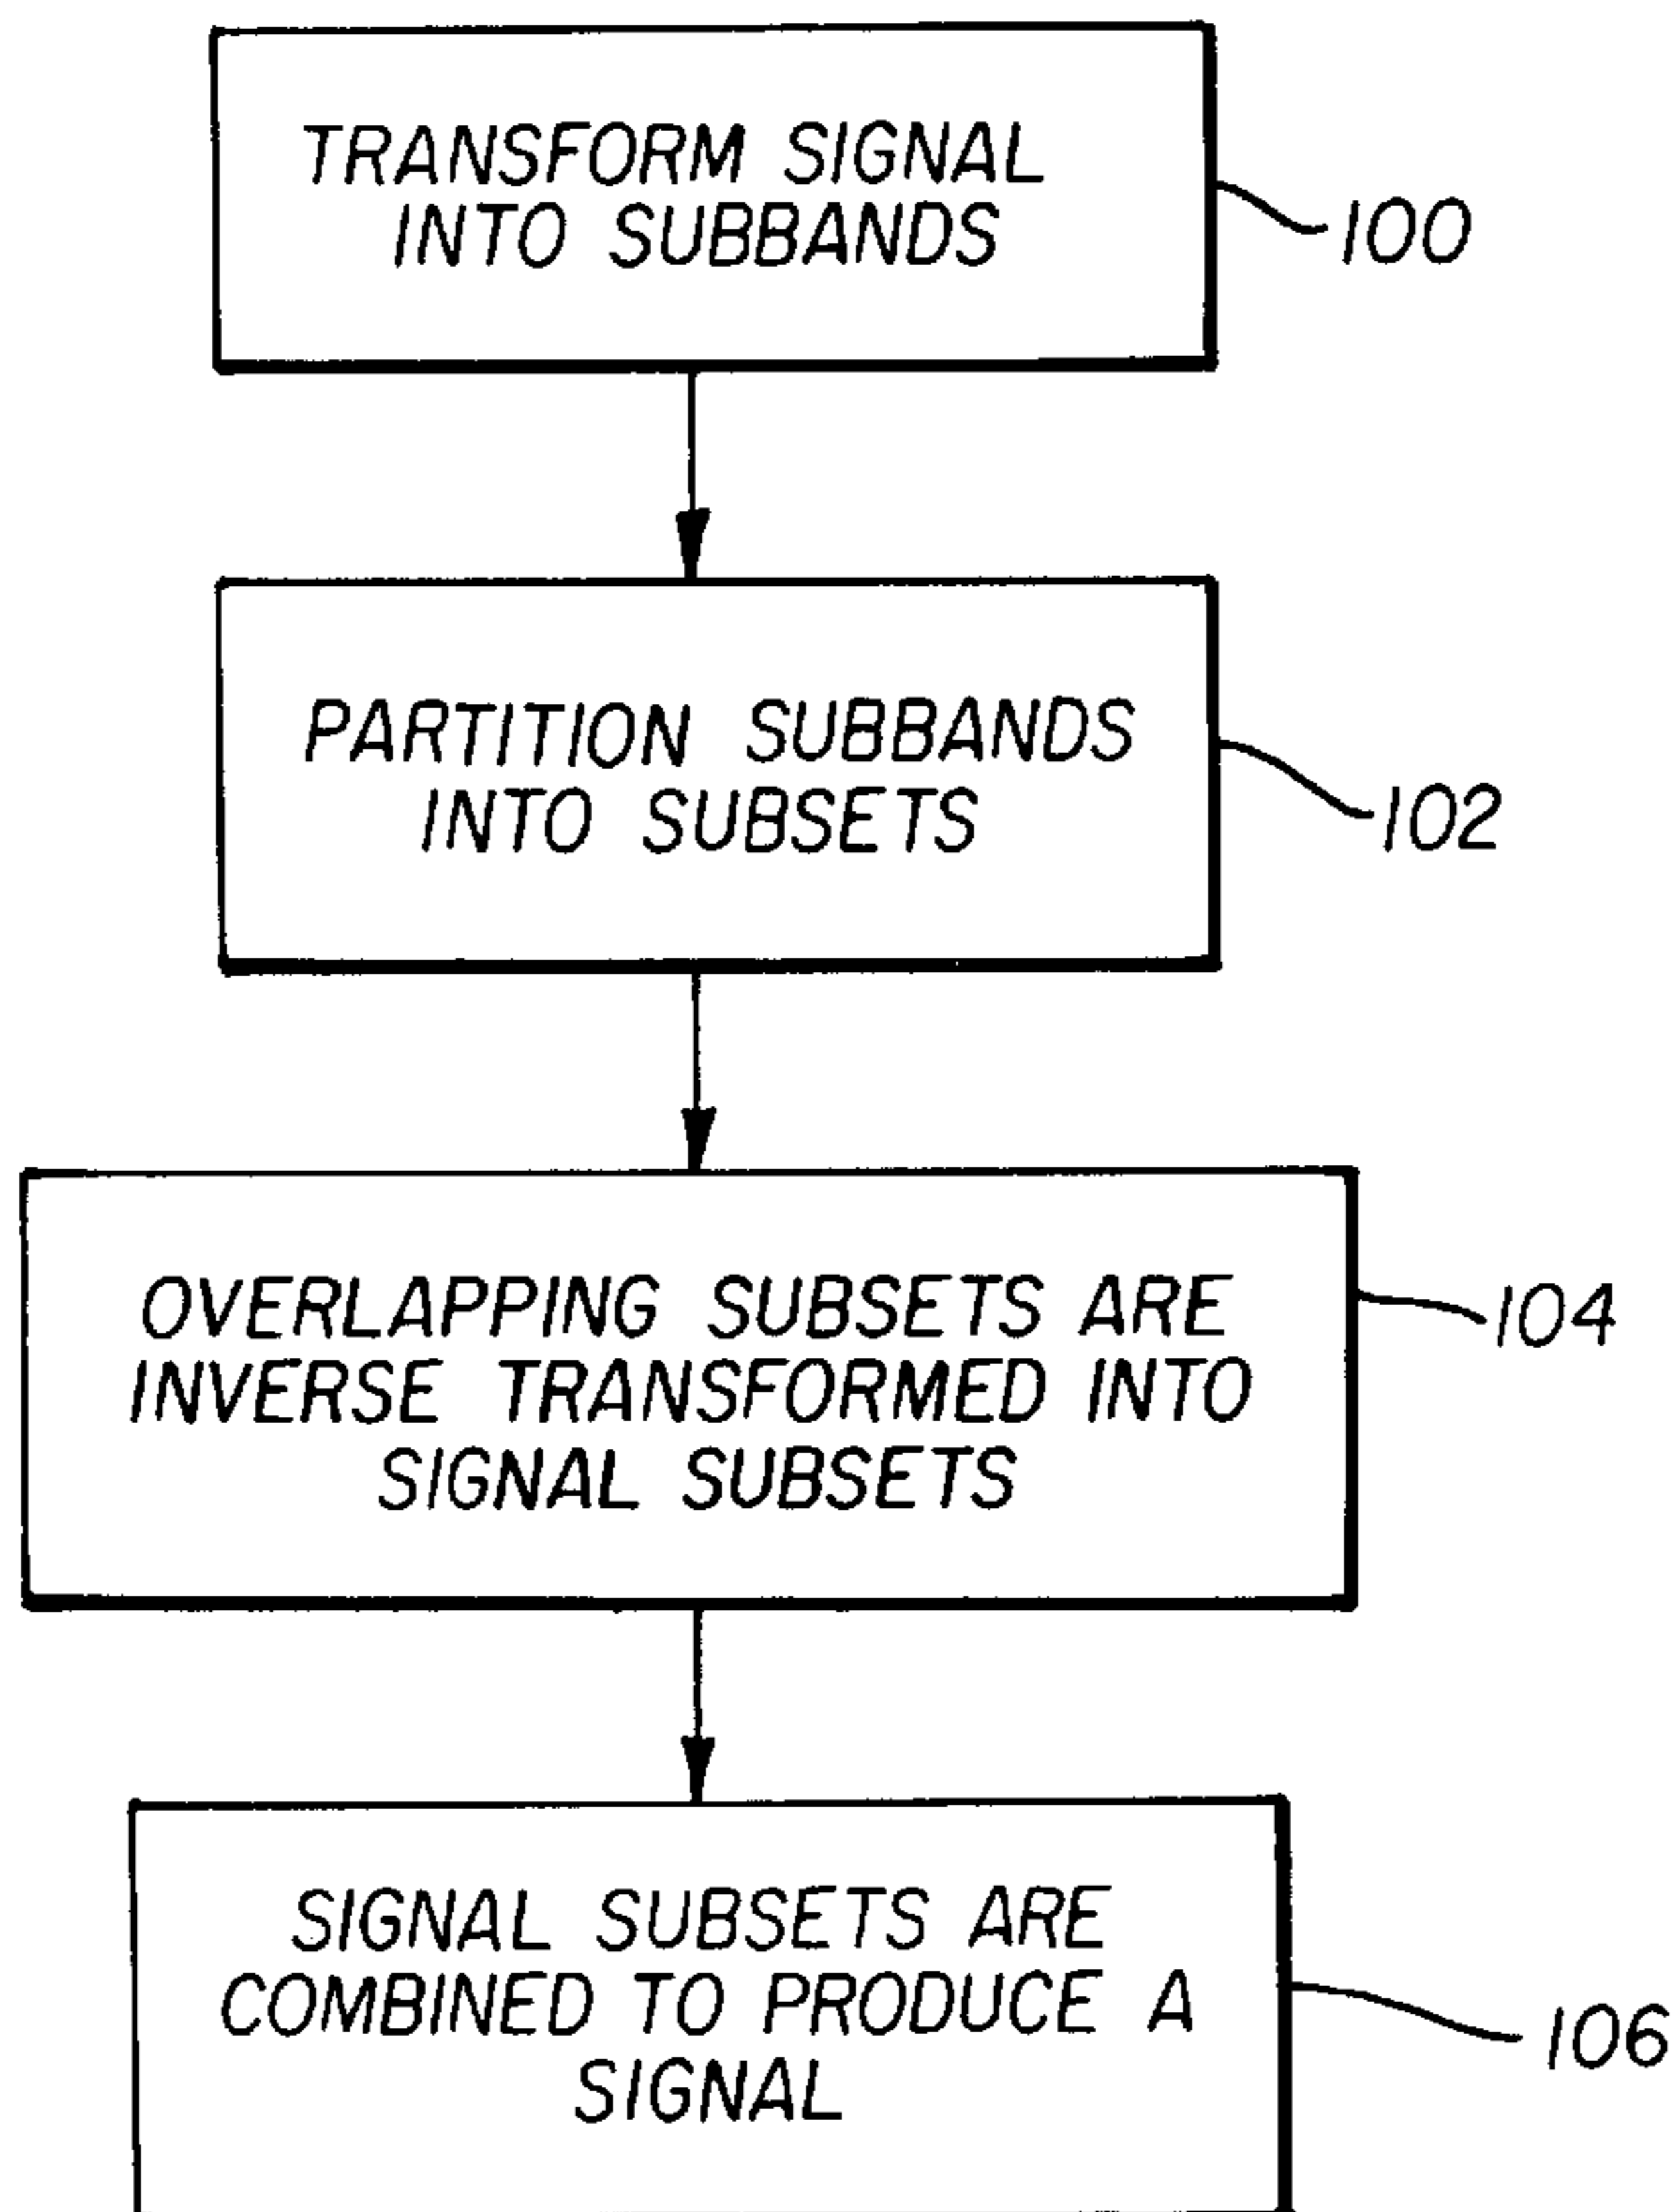 TRANSFORM SIGNAL
INTO SUBBANDS
100
PARTITION SUBBANDS
INTO SUBSETS
102
OVERLAPPING SUBSETS ARE
INVERSE TRANSFORMED INTO
SIGNAL SUBSETS
104
SIGNAL SUBSETS ARE
COMBINED TO PRODUCE A
SIGNAL
106